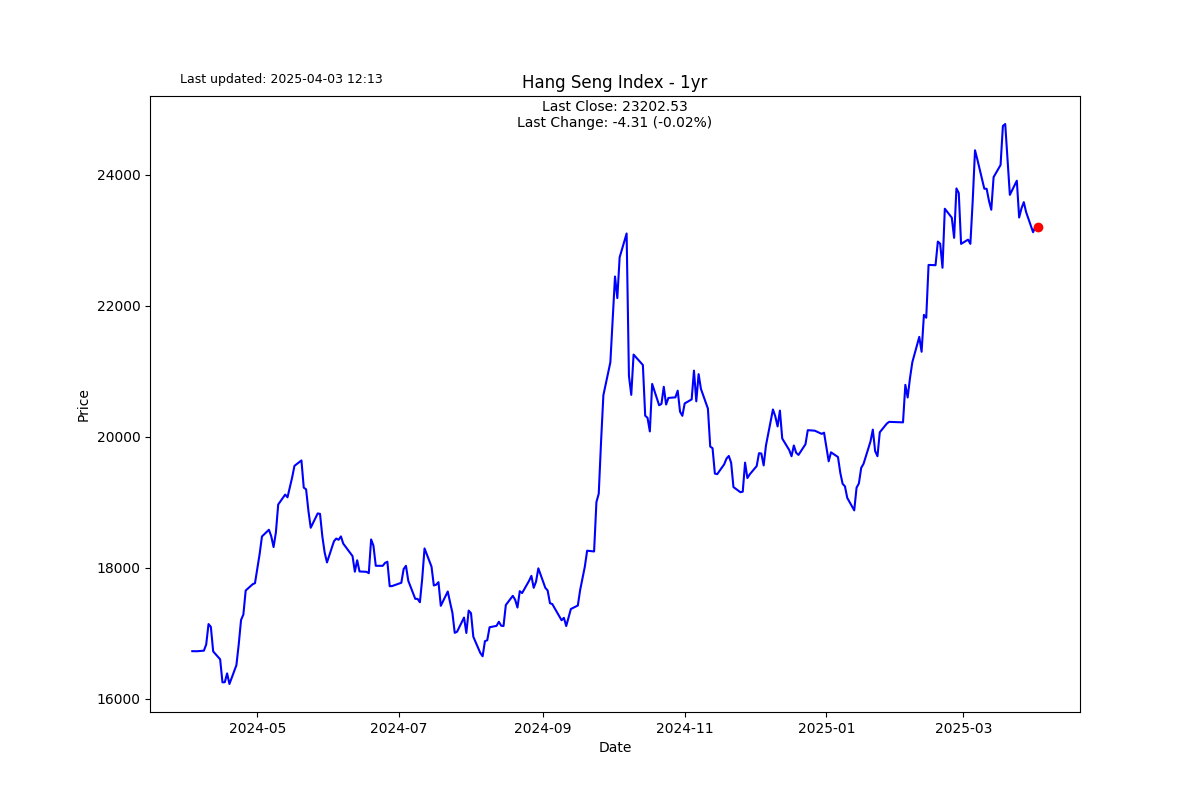 Last updated: 2025-04-03 12:13
Hang Seng Index - 1yr
Last Close: 23202.53
Last Change: -4.31 (-0.02%)
Price
24000
22000
20000
18000
16000
2024-05
2024-07
2024-09
2024-11
2025-01
2025-03
Date